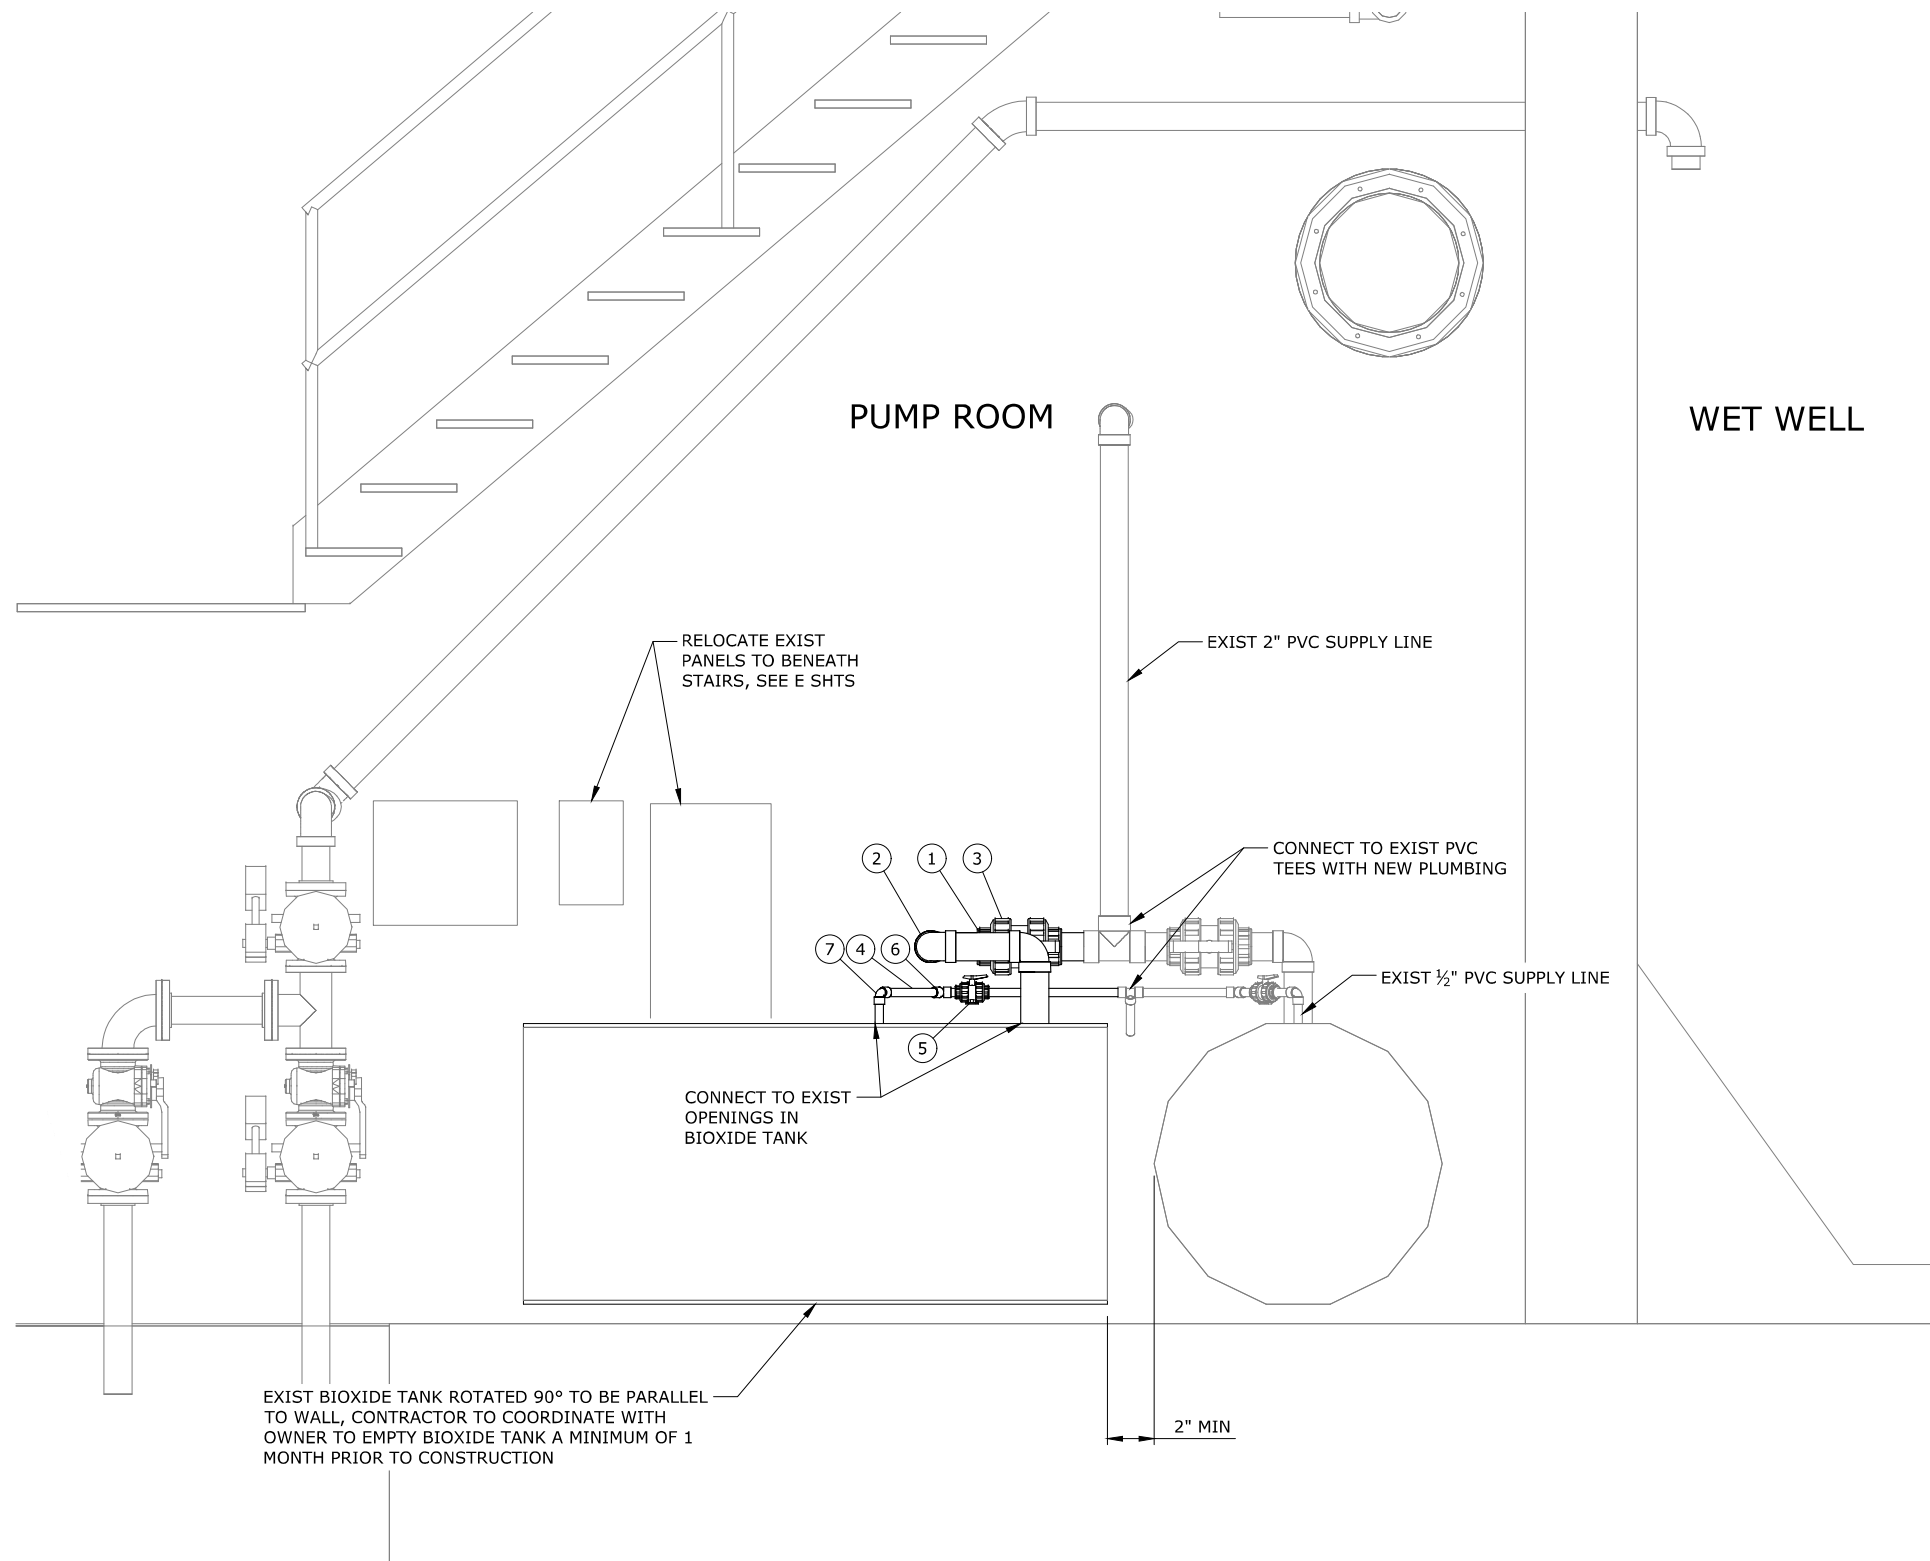 PUMP ROOM
WET WELL
RELOCATE EXIST
PANELS TO BENEATH
STAIRS, SEE E SHTS
EXIST 2" PVC SUPPLY LINE
CONNECT TO EXIST PVC
TEES WITH NEW PLUMBING
2
1
3
7
4
6
EXIST ½" PVC SUPPLY LINE
5
CONNECT TO EXIST
OPENINGS IN
BIOXIDE TANK
EXIST BIOXIDE TANK ROTATED 90° TO BE PARALLEL
TO WALL, CONTRACTOR TO COORDINATE WITH
OWNER TO EMPTY BIOXIDE TANK A MINIMUM OF 1
MONTH PRIOR TO CONSTRUCTION
2" MIN